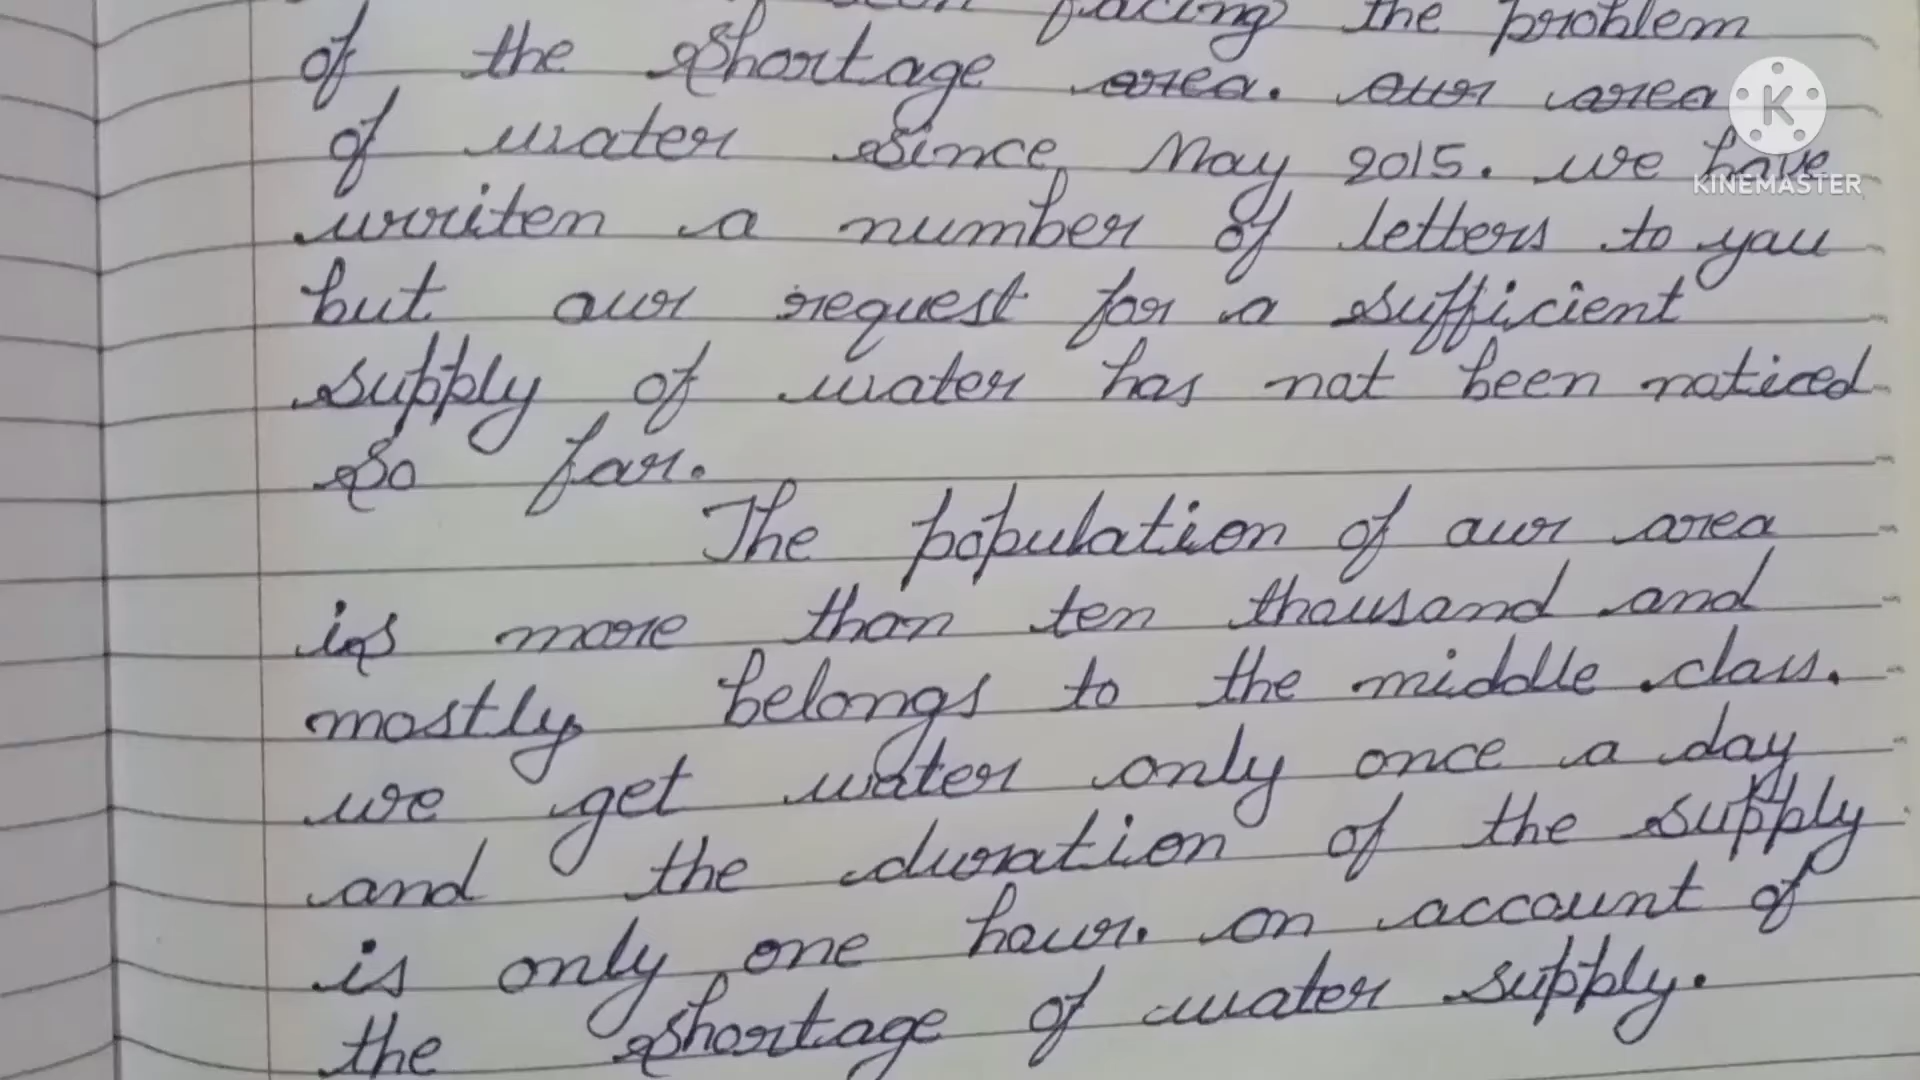 facing the problem
of the Shortage area. our area
of water since May 2015. we have
writen a number of letters to you
but our request for a sufficient
supply of water has not been noticed
So far.
The population of our area
is more than ten thousand and
mostly belongs to the middle class.
we get water only once a day
and the duration of the supply
is only one hour. on account of
the Shortage of water supply.
K
KINEMASTER